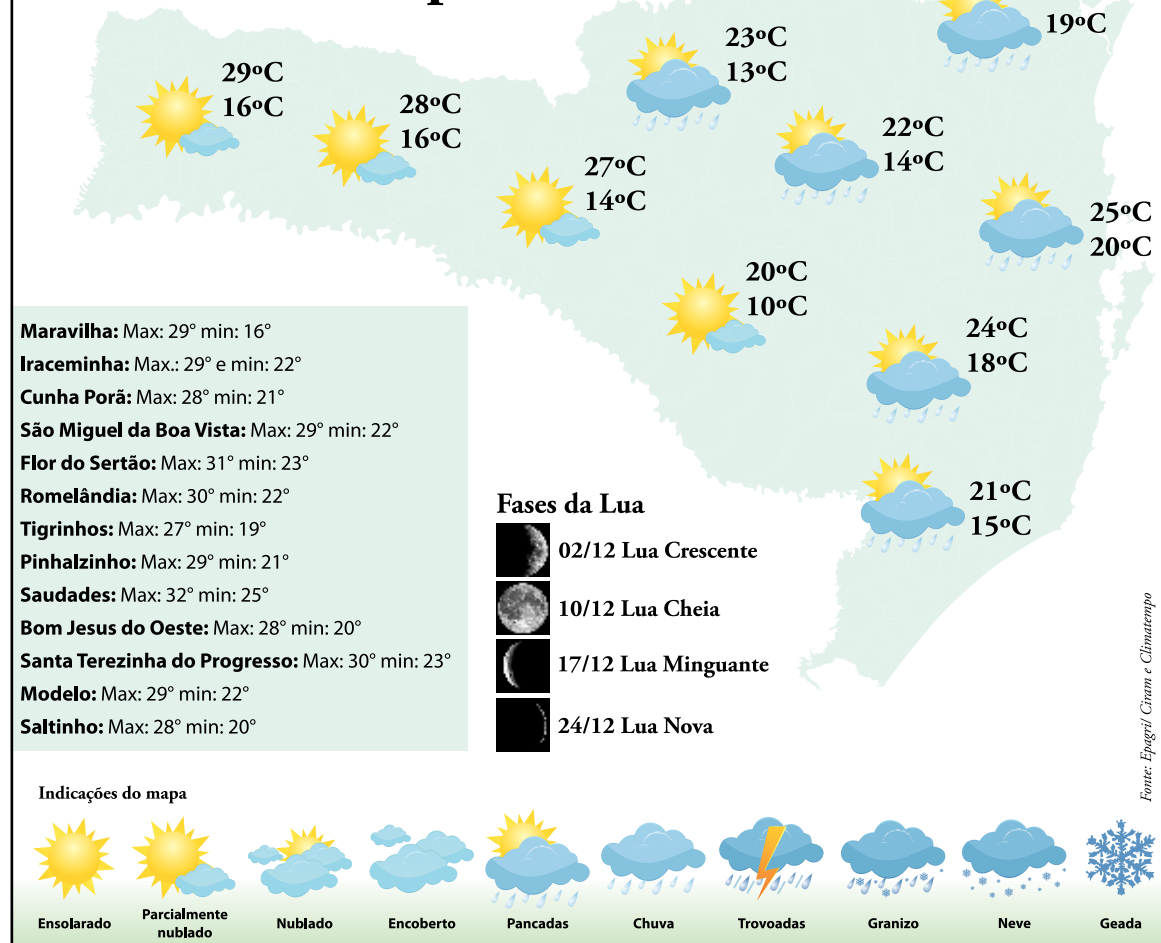 19ºC
23ºC
13ºC
29ºC
16ºC
28ºC
16ºC
22ºC
14ºC
27ºC
14ºC
25ºC
20ºC
20ºC
10ºC
24ºC
18ºC
21ºC
15ºC
Maravilha: Max: 29° min: 16°
Iraceminha: Max.: 29° e min: 22°
Cunha Porã: Max: 28° min: 21°
São Miguel da Boa Vista: Max: 29° min: 22°
Flor do Sertão: Max: 31° min: 23°
Romelândia: Max: 30° min: 22°
Tigrinhos: Max: 27° min: 19°
Pinhalzinho: Max: 29° min: 21°
Saudades: Max: 32° min: 25°
Bom Jesus do Oeste: Max: 28° min: 20°
Santa Terezinha do Progresso: Max: 30° min: 23°
Modelo: Max: 29° min: 22°
Saltinho: Max: 28° min: 20°
Fases da Lua
02/12 Lua Crescente
10/12 Lua Cheia
17/12 Lua Minguante
24/12 Lua Nova
Fonte: Epagri/ Ciram e Climatempo
Indicações do mapa
Ensolarado
Parcialmente
nublado
Nublado
Encoberto
Pancadas
Chuva
Trovoadas
Granizo
Neve
Geada